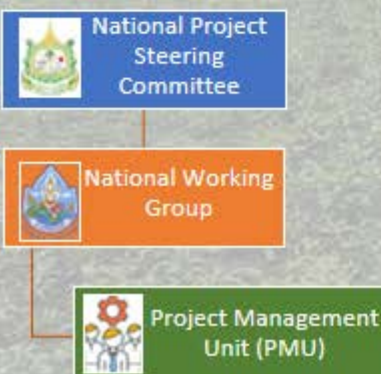 National Project
Steering
Committee
National Working
Group
Project Management
Unit (PMU)